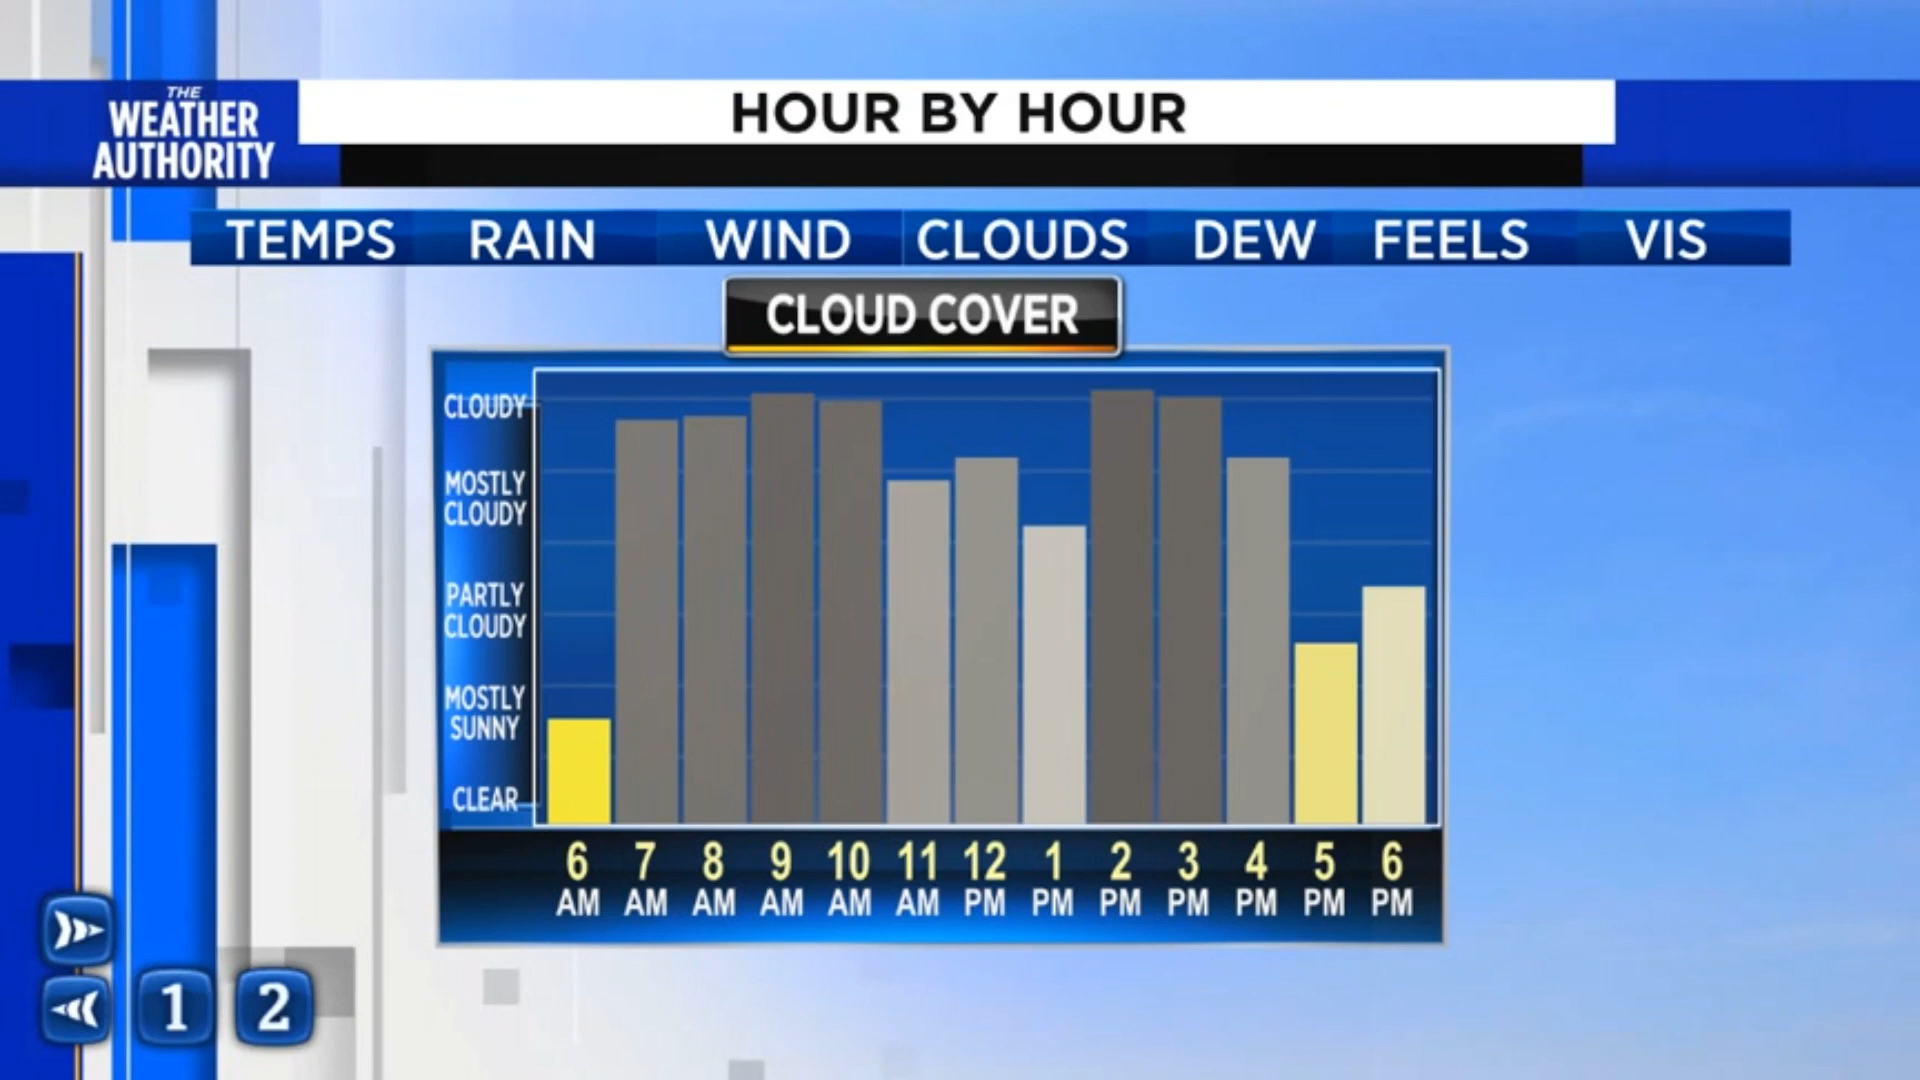 THE
WEATHER
AUTHORITY
HOUR BY HOUR
TEMPS RAIN WIND CLOUDS DEW FEELS VIS
CLOUD COVER
CLOUDY
MOSTLY
CLOUDY
PARTLY
CLOUDY
MOSTLY
SUNNY
CLEAR
6 7 8 9 10 11 12 1 2 3 4 5 6
AM AM AM AM AM AM PM PM PM PM PM PM PM
1 2